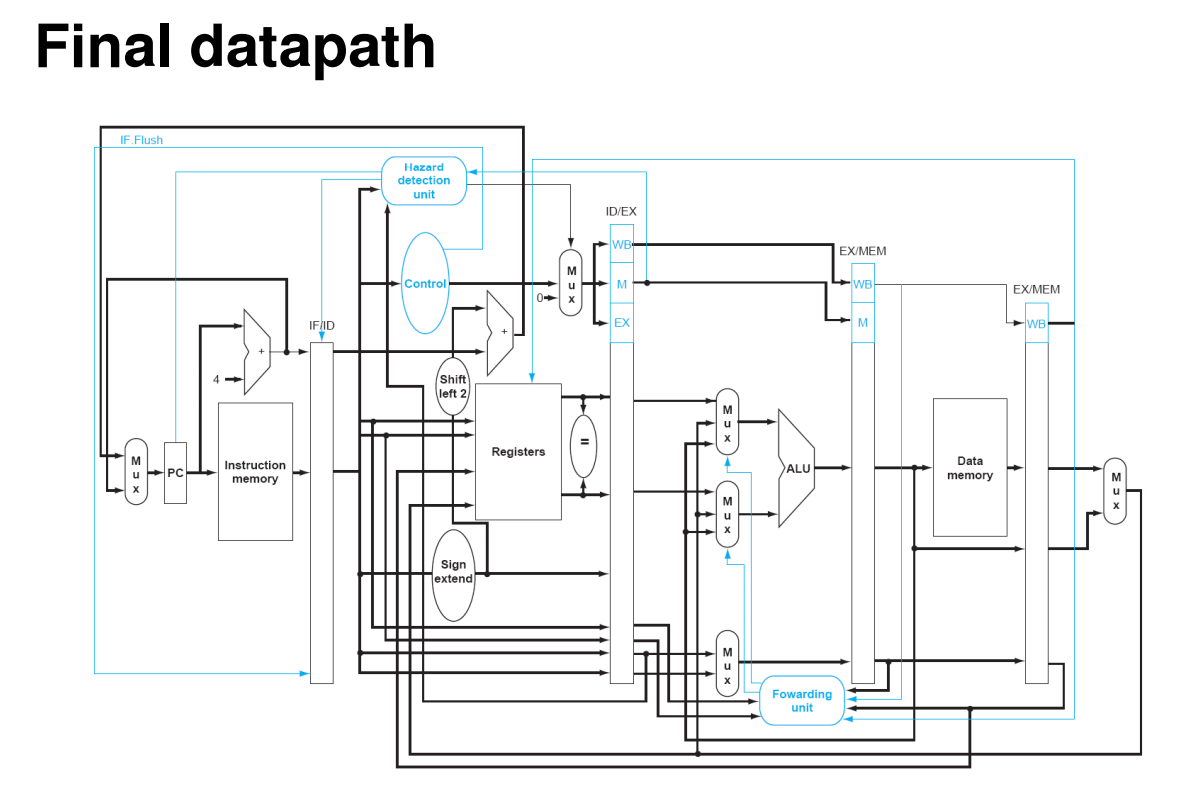 Final datapath
IF.Flush
Hazard
detection
unit
ID/EX
WB
EX/MEM
M
u
x
Control
M
WB
EX/MEM
0
IF/ID
+
EX
M
WB
+
4
Shift
left 2
M
u
x
M
u
x
PC
Instruction
memory
Registers
=
ALU
Data
memory
M
u
x
M
u
x
Sign
extend
M
u
x
Fowarding
unit